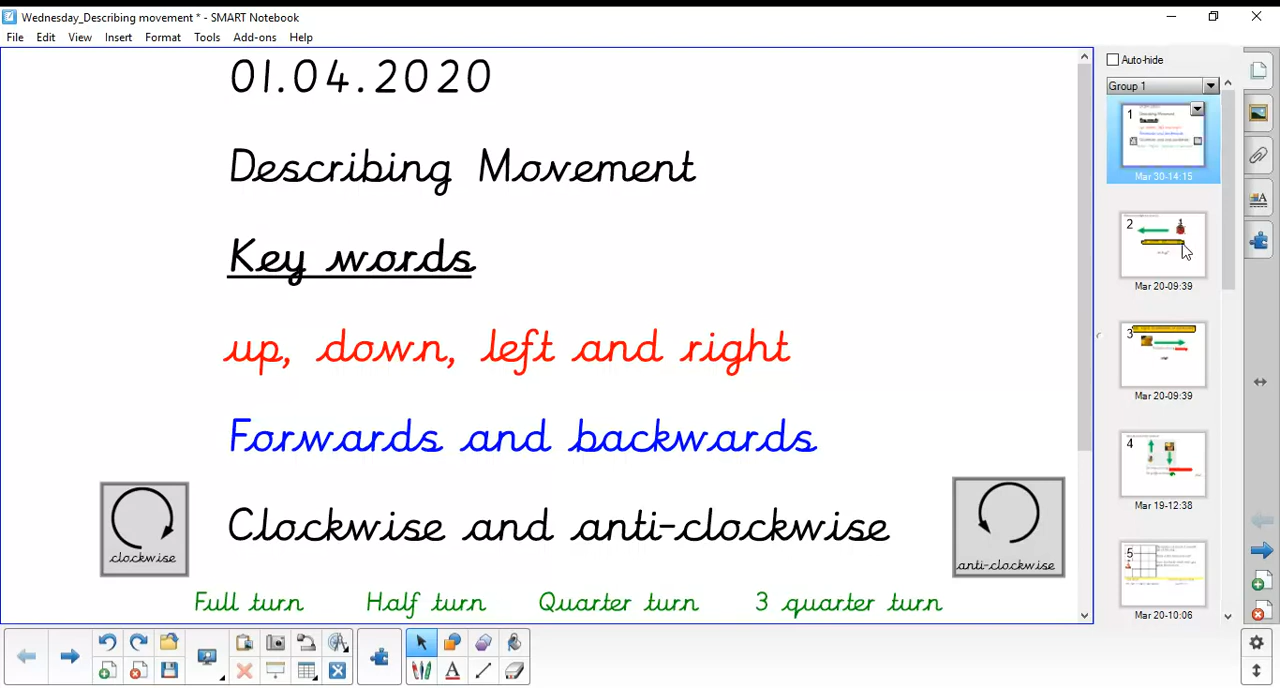 Wednesday_Describing movement * - SMART Notebook
File Edit View Insert Format Tools Add-ons Help
01.04.2020
Describing Movement
Key words
up, down, left and right
Forwards and backwards
clockwise
Clockwise and anti-clockwise
anti-clockwise
Full turn Half turn Quarter turn 3 quarter turn
Auto-hide
Group 1
1
Mar 30-14:15
2
Mar 20-09:39
3
Mar 20-09:39
4
Mar 19-12:38
5
Mar 20-10:06